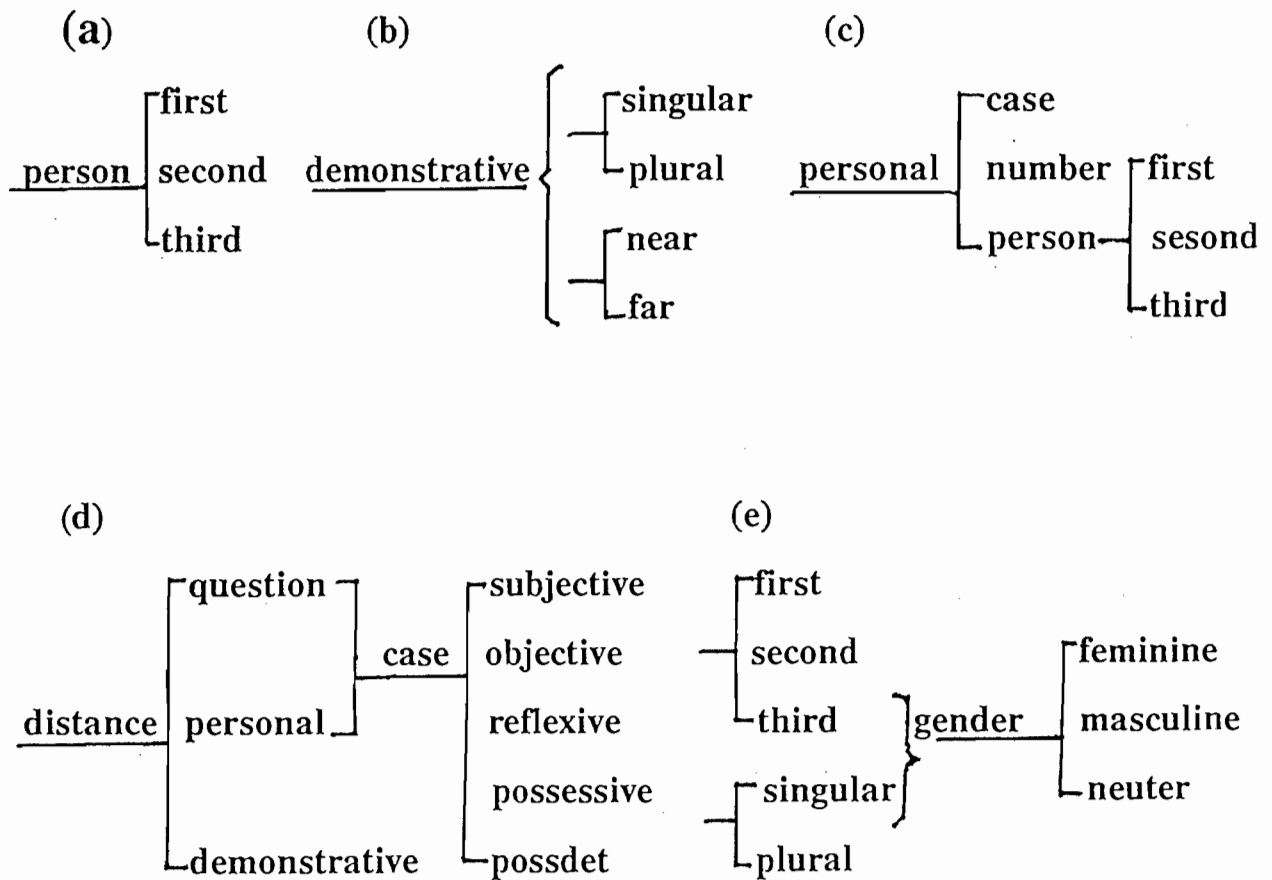 (a)
first
person second
third
(b)
singular
demonstrative plural
near
far
(c)
case
personal number first
person sesond
third
(d)
question subjective
case objective
distance personal reflexive
possessive
demonstrative possdet
(e)
first
second feminine
third gender masculine
singular neuter
plural